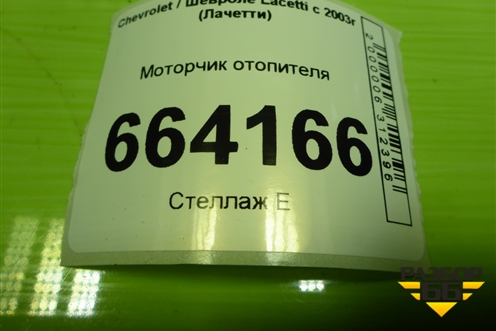 Chevrolet / Шевроле Lacetti с 2003г
(Лачетти)
Моторчик отопителя
664166
Стеллаж Е
2000006312396
РАЗБОР
66